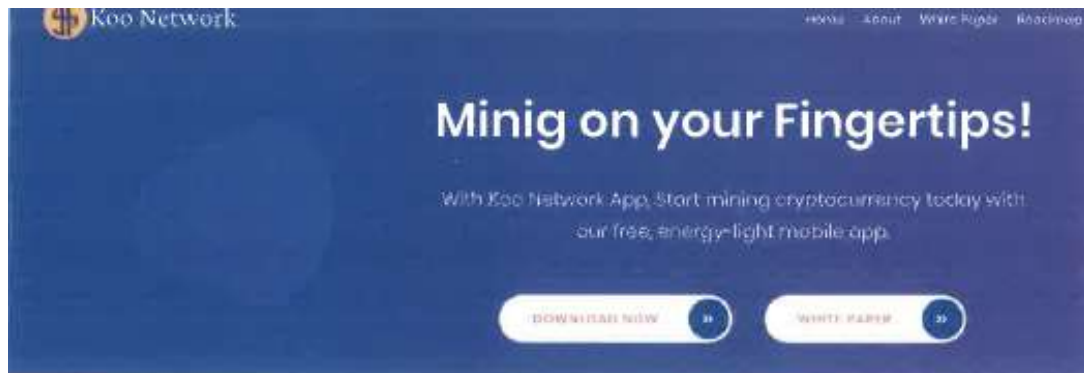 Koo Network
Home About White Paper Roadmap
Minig on your Fingertips!
With Koo Network App, Start mining cryptocurrency today with
our free, energy-light mobile app.
DOWNLOAD NOW »
WHITE PAPER »